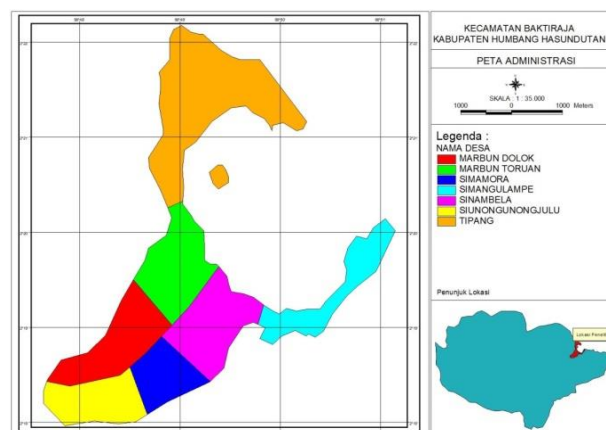 KECAMATAN BAKTIRAJA
KABUPATEN HUMBANG HASUNDUTAN
PETA ADMINISTRASI
SKALA : 1 : 35.000
1000 0 1000 Meters
Legenda :
NAMA DESA
MARBUN DOLOK
MARBUN TORUAN
SIMAMORA
SIMANGULAMPE
SINAMBELA
SIUNONGUNONGJULU
TIPANG
Penunjuk Lokasi
Lokasi